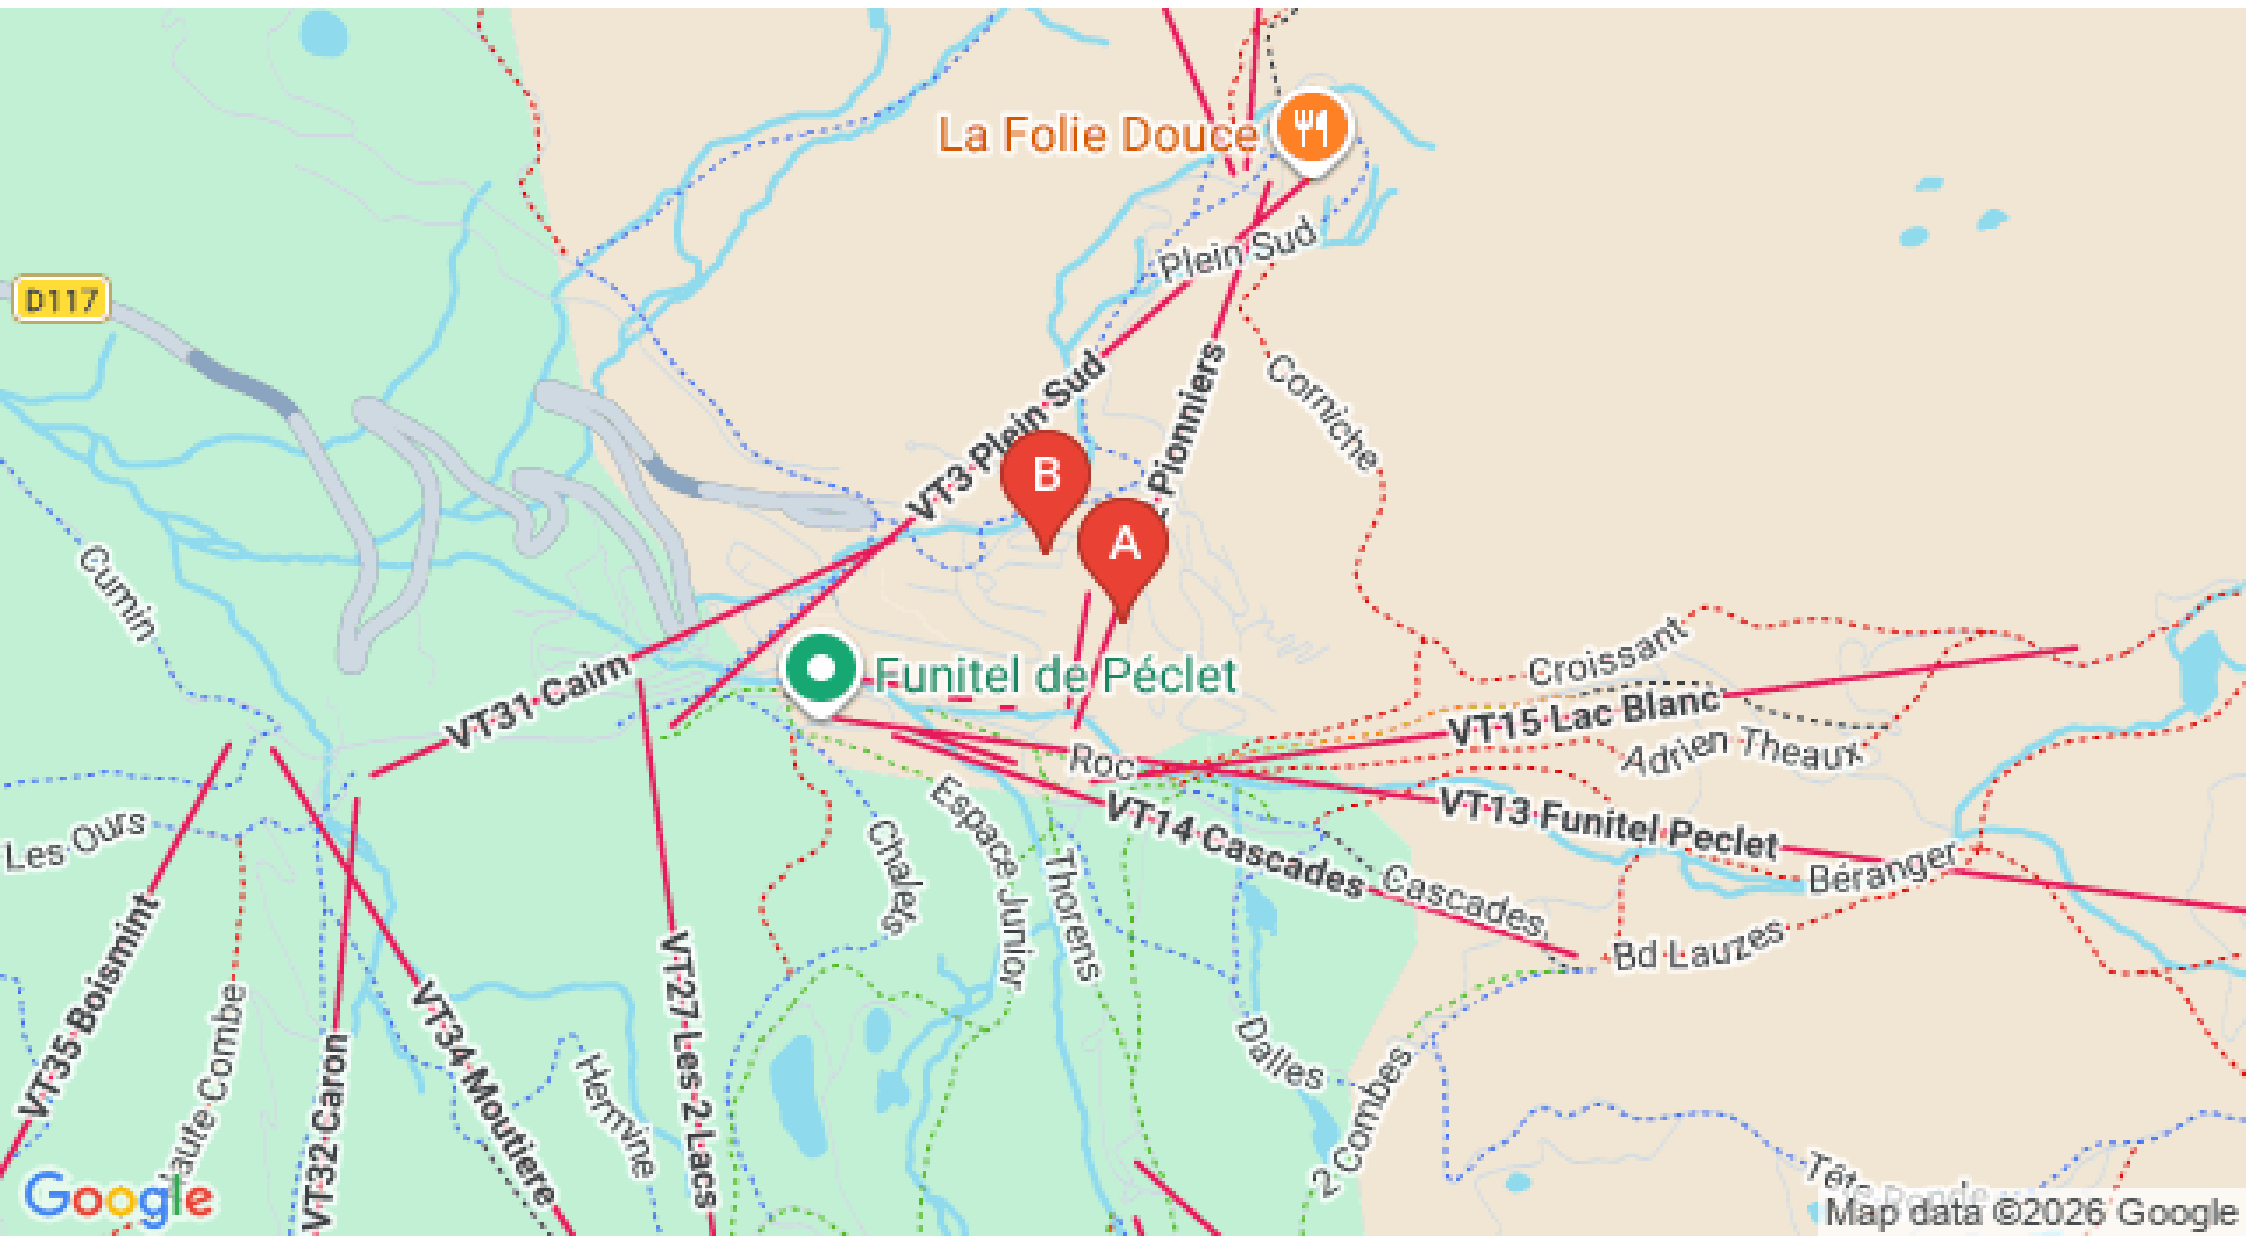 La Folie Douce
Plein Sud
D117
Corniche
Pionniers
VT3 Plein Sud
B
A
Cumin
Croissant
Funitel de Péclet
VT31 Cairn
VT15 Lac Blanc
Adrien Theaux
Roc
VT13 Funitel Peclet
VT14 Cascades
Les Ours
Espace Junior
Chalets
Thorens
Cascades
Béranger
Bd Lauzes
VT35 Boismint
Haute Combe
VT32 Caron
VT34 Moutiere
Hermine
VT27 Les 2 Lacs
Dalles
2 Combes
Google
Map data ©2026 Google